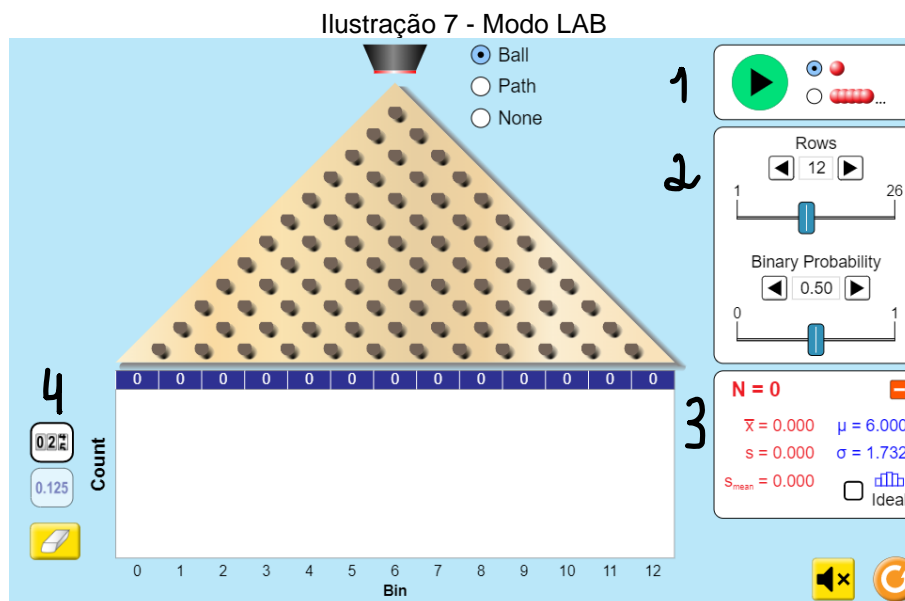 Ilustração 7 - Modo LAB
Ball
Path
None
1
...
2
Rows
12
1 26
Binary Probability
0.50
0 1
3
N = 0
x̅ = 0.000 μ = 6.000
s = 0.000 σ = 1.732
s_mean = 0.000
Ideal
4
0.125
Count
0 0 0 0 0 0 0 0 0 0 0 0 0
0 1 2 3 4 5 6 7 8 9 10 11 12
Bin